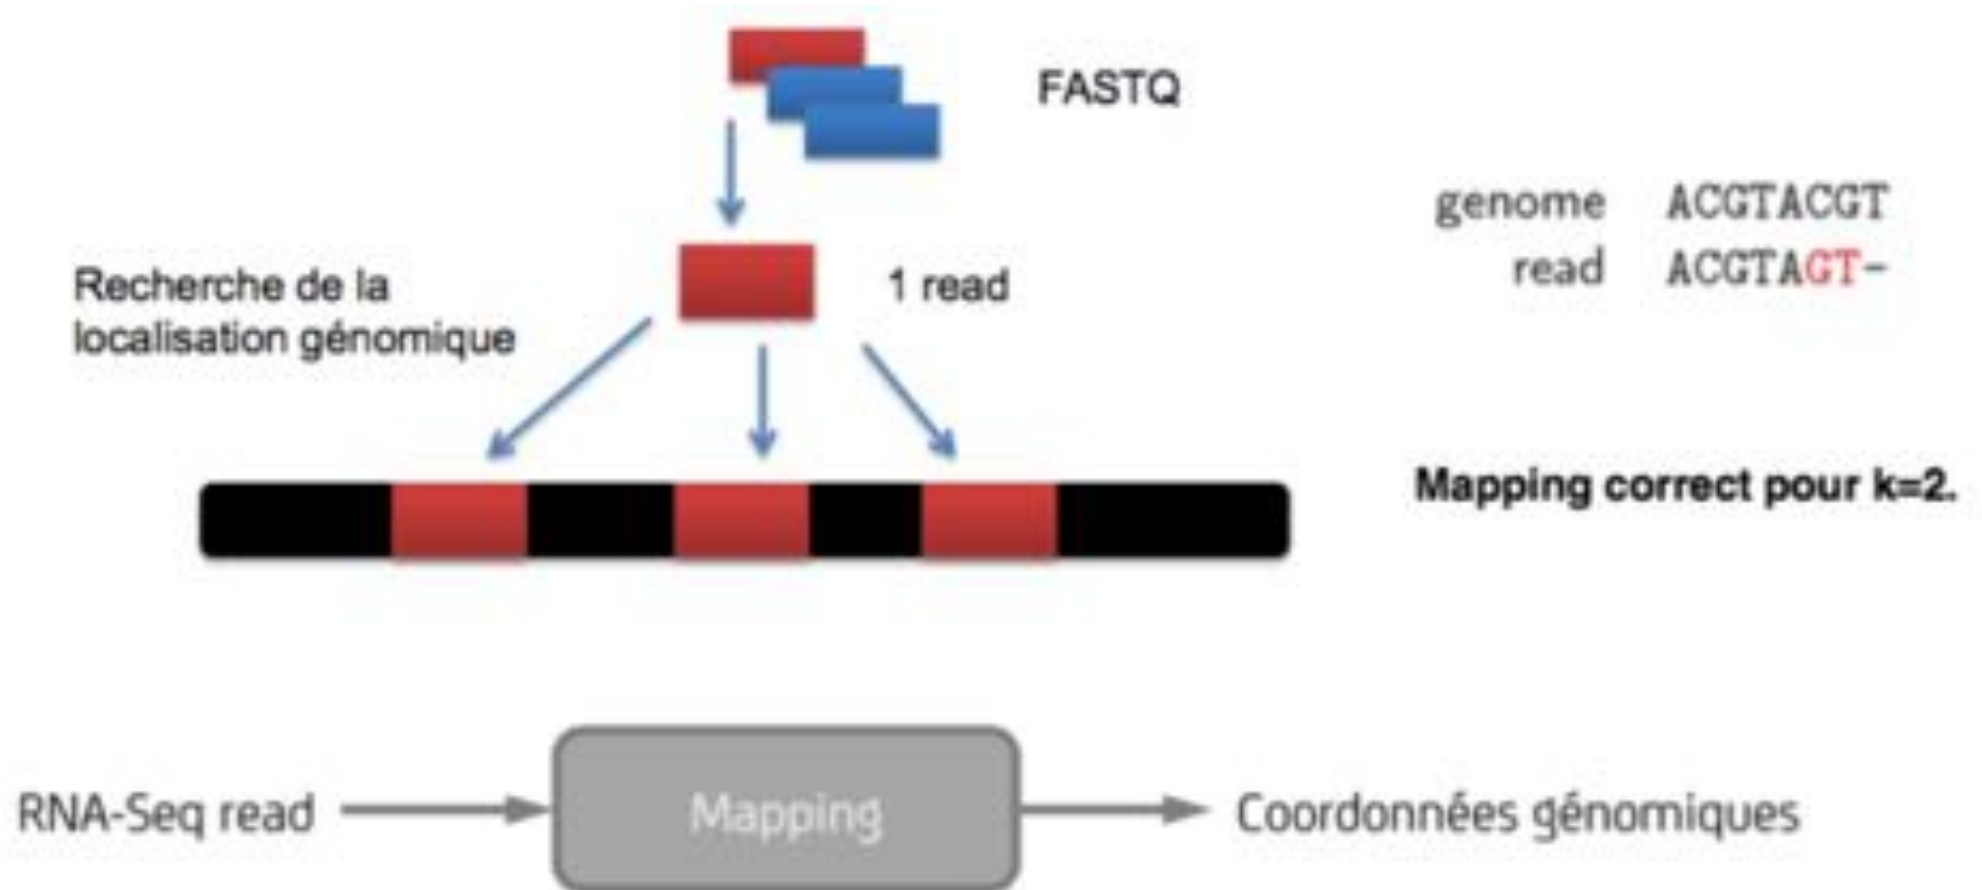 FASTQ
genome ACGTACGT
read ACGTAGT-
Recherche de la
localisation génomique
1 read
Mapping correct pour k=2.
RNA-Seq read
Mapping
Coordonnées génomiques